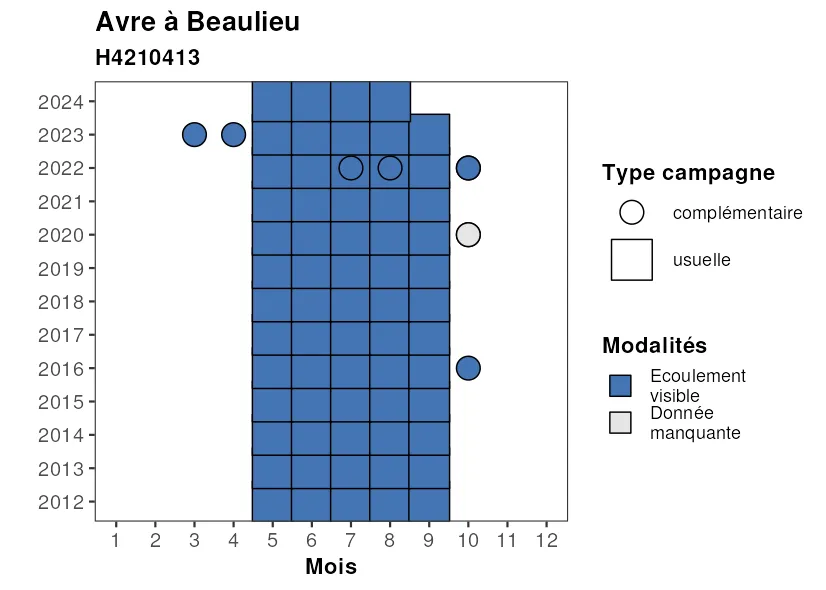 Avre à Beaulieu
H4210413
2024
2023
2022
2021
2020
2019
2018
2017
2016
2015
2014
2013
2012
1 2 3 4 5 6 7 8 9 10 11 12
Mois
Type campagne
complémentaire
usuelle
Modalités
Ecoulement
visible
Donnée
manquante